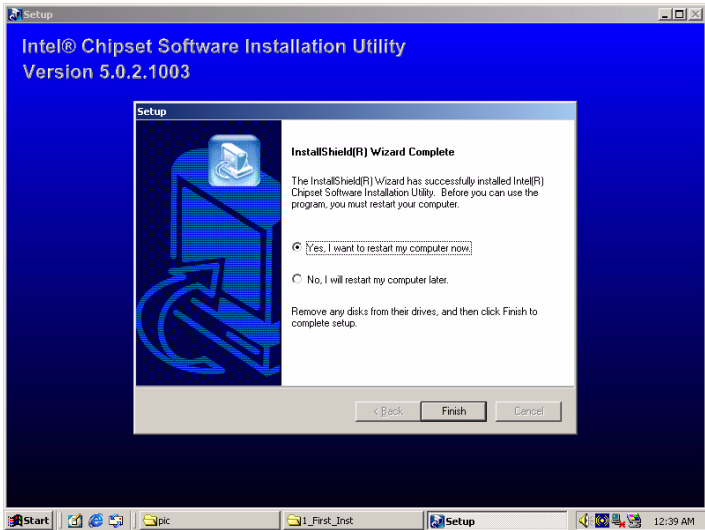 Setup
Intel® Chipset Software Installation Utility
Version 5.0.2.1003
Setup
InstallShield(R) Wizard Complete
The InstallShield(R) Wizard has successfully installed Intel(R)
Chipset Software Installation Utility. Before you can use the
program, you must restart your computer.
Yes, I want to restart my computer now.
No, I will restart my computer later.
Remove any disks from their drives, and then click Finish to
complete setup.
< Back Finish Cancel
Start pic 1_First_Inst Setup 12:39 AM